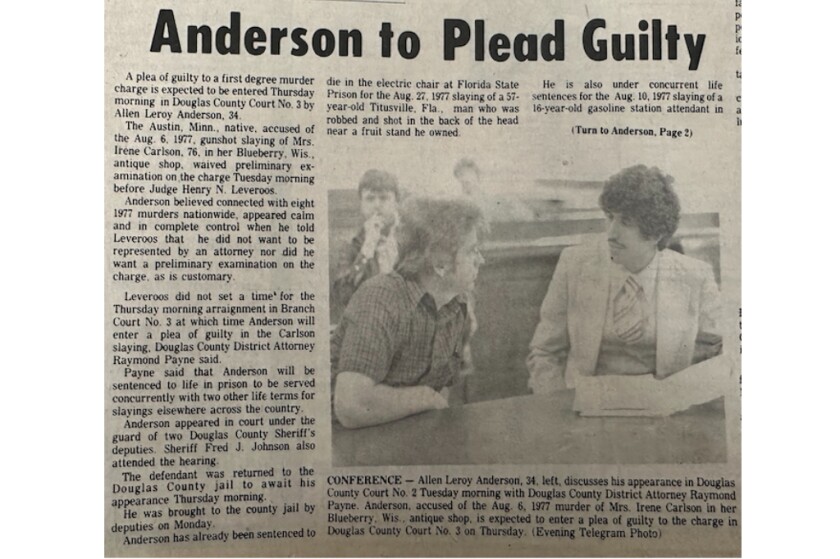 Anderson to Plead Guilty
A plea of guilty to a first degree murder
charge is expected to be entered Thursday
morning in Douglas County Court No. 3 by
Allen Leroy Anderson, 34.
The Austin, Minn., native, accused of
the Aug. 6, 1977, gunshot slaying of Mrs.
Irene Carlson, 76, in her Blueberry, Wis.,
antique shop, waived preliminary ex-
amination on the charge Tuesday morning
before Judge Henry N. Leveroos.
Anderson believed connected with eight
1977 murders nationwide, appeared calm
and in complete control when he told
Leveroos that he did not want to be
represented by an attorney nor did he
want a preliminary examination on the
charge, as is customary.
Leveroos did not set a time for the
Thursday morning arraignment in Branch
Court No. 3 at which time Anderson will
enter a plea of guilty in the Carlson
slaying, Douglas County District Attorney
Raymond Payne said.
Payne said that Anderson will be
sentenced to life in prison to be served
concurrently with two other life terms for
slayings elsewhere across the country.
Anderson appeared in court under the
guard of two Douglas County Sheriff's
deputies. Sheriff Fred J. Johnson also
attended the hearing.
The defendant was returned to the
Douglas County jail to await his
appearance Thursday morning.
He was brought to the county jail by
deputies on Monday.
Anderson has already been sentenced to
die in the electric chair at Florida State
Prison for the Aug. 27, 1977 slaying of a 57-
year-old Titusville, Fla., man who was
robbed and shot in the back of the head
near a fruit stand he owned.
He is also under concurrent life
sentences for the Aug. 10, 1977 slaying of a
16-year-old gasoline station attendant in
(Turn to Anderson, Page 2)
CONFERENCE — Allen Leroy Anderson, 34, left, discusses his appearance in Douglas
County Court No. 2 Tuesday morning with Douglas County District Attorney Raymond
Payne. Anderson, accused of the Aug. 6, 1977 murder of Mrs. Irene Carlson in her
Blueberry, Wis., antique shop, is expected to enter a plea of guilty to the charge in
Douglas County Court No. 3 on Thursday. (Evening Telegram Photo)